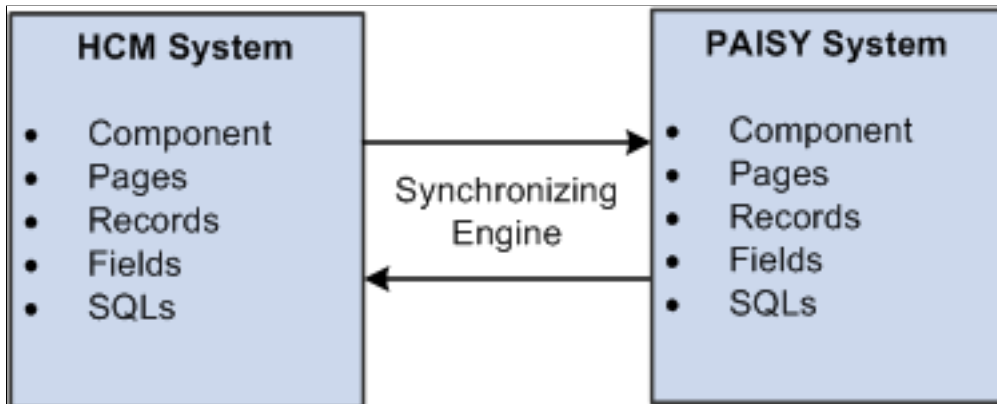 HCM System
• Component
• Pages
• Records
• Fields
• SQLs
Synchronizing
Engine
PAISY System
• Component
• Pages
• Records
• Fields
• SQLs